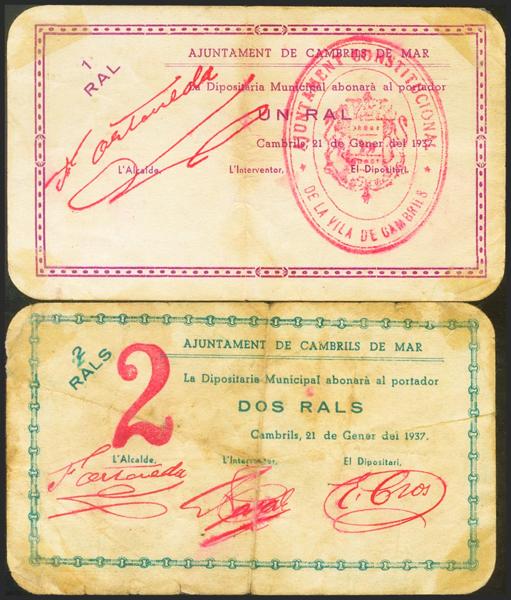 1
RAL
AJUNTAMENT DE CAMBRILS DE MAR
La Dipositaria Municipal abonarà al portador
UN RAL
Cambrils, 21 de Gener del 1937.
L'Alcalde, L'Interventor, El Dipositari,
AJUNTAMENT CONSTITUCIONAL
* DE LA VILA DE CAMBRILS *
2
RALS
2
AJUNTAMENT DE CAMBRILS DE MAR
La Dipositaria Municipal abonarà al portador
DOS RALS
Cambrils, 21 de Gener del 1937.
L'Alcalde, L'Interventor, El Dipositari,